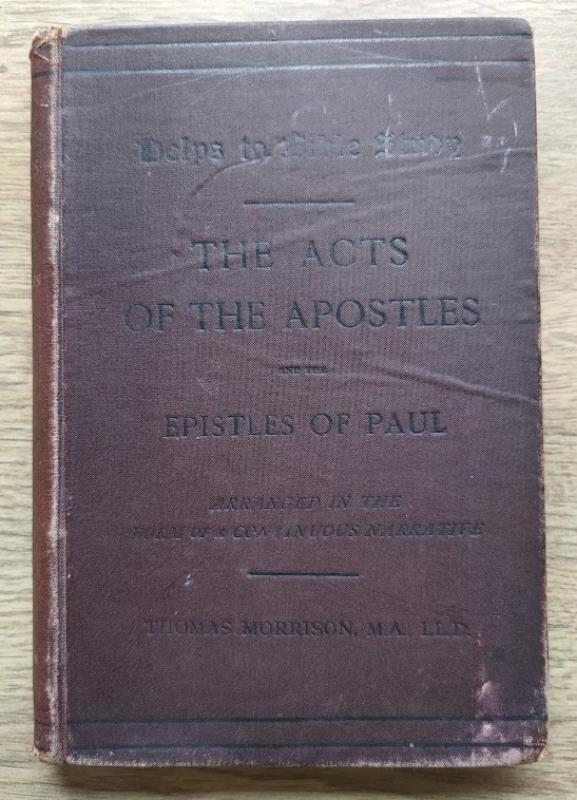 Helps to Bible Study
THE ACTS
OF THE APOSTLES
AND THE
EPISTLES OF PAUL
ARRANGED IN THE
FORM OF A CONTINUOUS NARRATIVE
THOMAS MORRISON, M.A. LL.D.